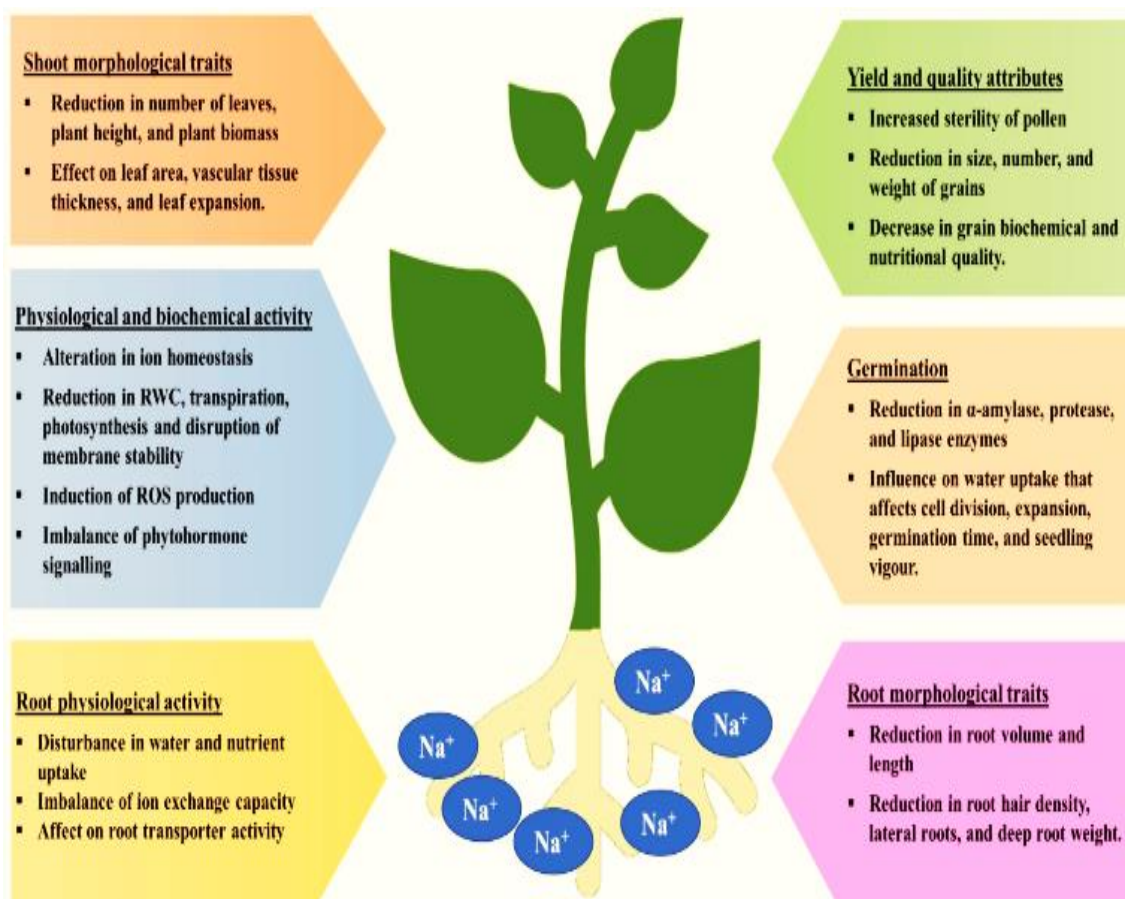 Shoot morphological traits
▪ Reduction in number of leaves,
plant height, and plant biomass
▪ Effect on leaf area, vascular tissue
thickness, and leaf expansion.
Physiological and biochemical activity
▪ Alteration in ion homeostasis
▪ Reduction in RWC, transpiration,
photosynthesis and disruption of
membrane stability
▪ Induction of ROS production
▪ Imbalance of phytohormone
signalling
Root physiological activity
▪ Disturbance in water and nutrient
uptake
▪ Imbalance of ion exchange capacity
▪ Affect on root transporter activity
Yield and quality attributes
▪ Increased sterility of pollen
▪ Reduction in size, number, and
weight of grains
▪ Decrease in grain biochemical and
nutritional quality.
Germination
▪ Reduction in α-amylase, protease,
and lipase enzymes
▪ Influence on water uptake that
affects cell division, expansion,
germination time, and seedling
vigour.
Root morphological traits
▪ Reduction in root volume and
length
▪ Reduction in root hair density,
lateral roots, and deep root weight.
Na⁺
Na⁺
Na⁺
Na⁺
Na⁺
Na⁺